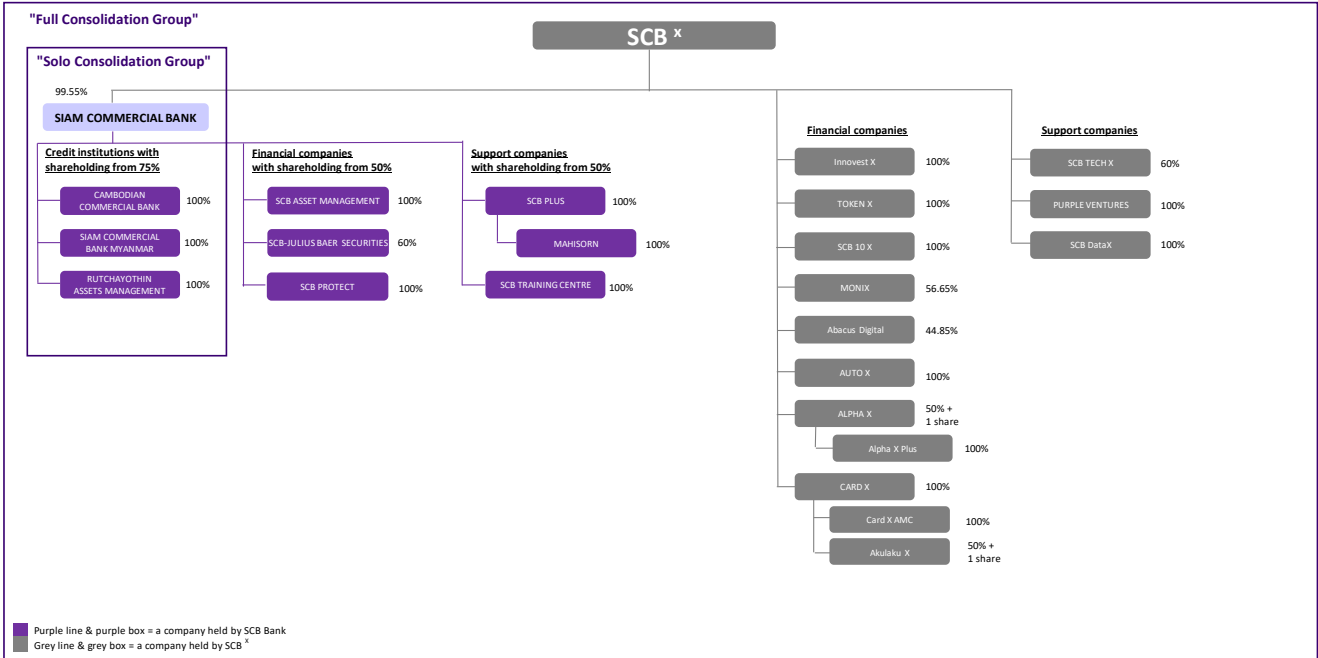 "Full Consolidation Group"
SCB X
"Solo Consolidation Group"
99.55%
SIAM COMMERCIAL BANK
Credit institutions with
shareholding from 75%
CAMBODIAN
COMMERCIAL BANK
100%
SIAM COMMERCIAL
BANK MYANMAR
100%
RUTCHAYOTHIN
ASSETS MANAGEMENT
100%
Financial companies
with shareholding from 50%
SCB ASSET MANAGEMENT
100%
SCB-JULIUS BAER SECURITIES
60%
SCB PROTECT
100%
Support companies
with shareholding from 50%
SCB PLUS
100%
MAHISORN
100%
SCB TRAINING CENTRE
100%
Financial companies
Innovest X
100%
TOKEN X
100%
SCB 10 X
100%
MONIX
56.65%
Abacus Digital
44.85%
AUTO X
100%
ALPHA X
50% +
1 share
Alpha X Plus
100%
CARD X
100%
Card X AMC
100%
Akulaku X
50% +
1 share
Support companies
SCB TECH X
60%
PURPLE VENTURES
100%
SCB DataX
100%
Purple line & purple box = a company held by SCB Bank
Grey line & grey box = a company held by SCB X